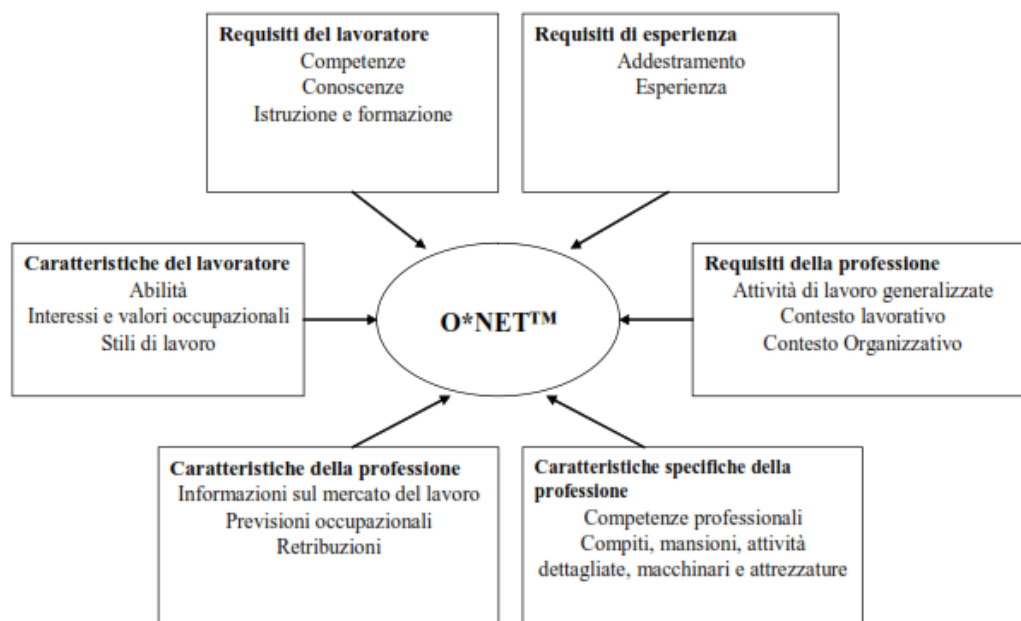 Requisiti del lavoratore
Competenze
Conoscenze
Istruzione e formazione
Requisiti di esperienza
Addestramento
Esperienza
Caratteristiche del lavoratore
Abilità
Interessi e valori occupazionali
Stili di lavoro
O*NET™
Requisiti della professione
Attività di lavoro generalizzate
Contesto lavorativo
Contesto Organizzativo
Caratteristiche della professione
Informazioni sul mercato del lavoro
Previsioni occupazionali
Retribuzioni
Caratteristiche specifiche della
professione
Competenze professionali
Compiti, mansioni, attività
dettagliate, macchinari e attrezzature